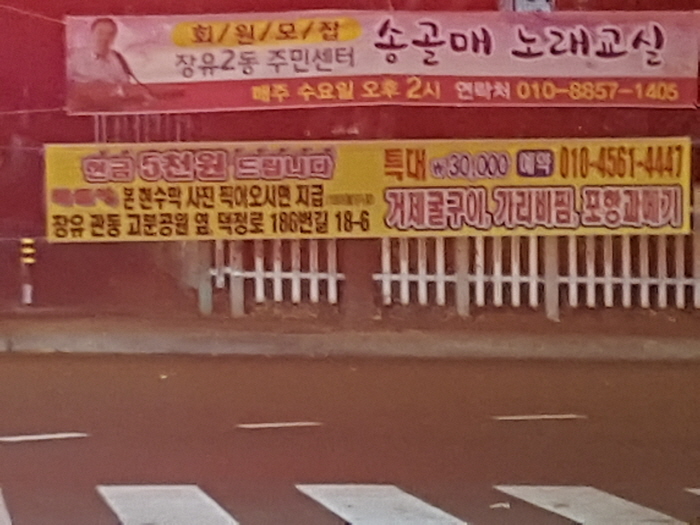 회/원/모/집
장유2동 주민센터
송골매 노래교실
매주 수요일 오후 2시 연락처 010-8857-1405
현금 5천원 드립니다
본 현수막 사진 찍어오시면 지급
장유 관동 고분공원 옆, 덕정로 186번길 18-6
특대 ₩30,000 예약 010-4561-4447
거제굴구이, 가리비찜, 포항과메기